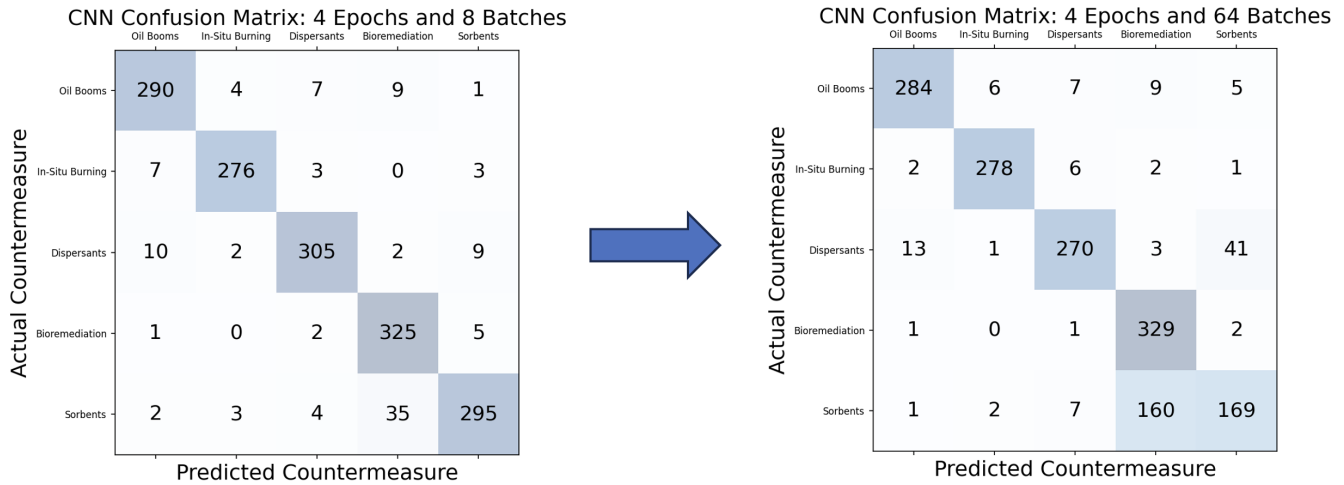 CNN Confusion Matrix: 4 Epochs and 8 Batches
Oil Booms In-Situ Burning Dispersants Bioremediation Sorbents
Actual Countermeasure
Oil Booms 290 4 7 9 1
In-Situ Burning 7 276 3 0 3
Dispersants 10 2 305 2 9
Bioremediation 1 0 2 325 5
Sorbents 2 3 4 35 295
Predicted Countermeasure
CNN Confusion Matrix: 4 Epochs and 64 Batches
Oil Booms In-Situ Burning Dispersants Bioremediation Sorbents
Actual Countermeasure
Oil Booms 284 6 7 9 5
In-Situ Burning 2 278 6 2 1
Dispersants 13 1 270 3 41
Bioremediation 1 0 1 329 2
Sorbents 1 2 7 160 169
Predicted Countermeasure